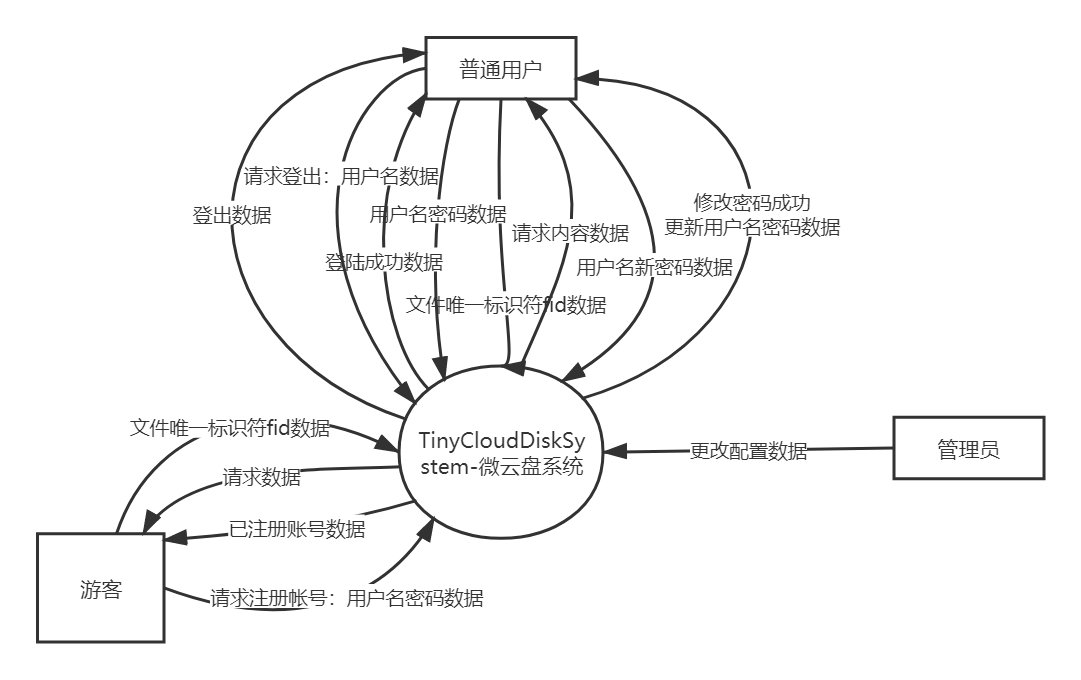 普通用户
请求登出：用户名数据
登出数据
用户名密码数据
修改密码成功
更新用户名密码数据
请求内容数据
登陆成功数据
用户名新密码数据
文件唯一标识符fid数据
文件唯一标识符fid数据
TinyCloudDiskSy
stem-微云盘系统
更改配置数据
管理员
请求数据
已注册账号数据
游客
请求注册帐号：用户名密码数据